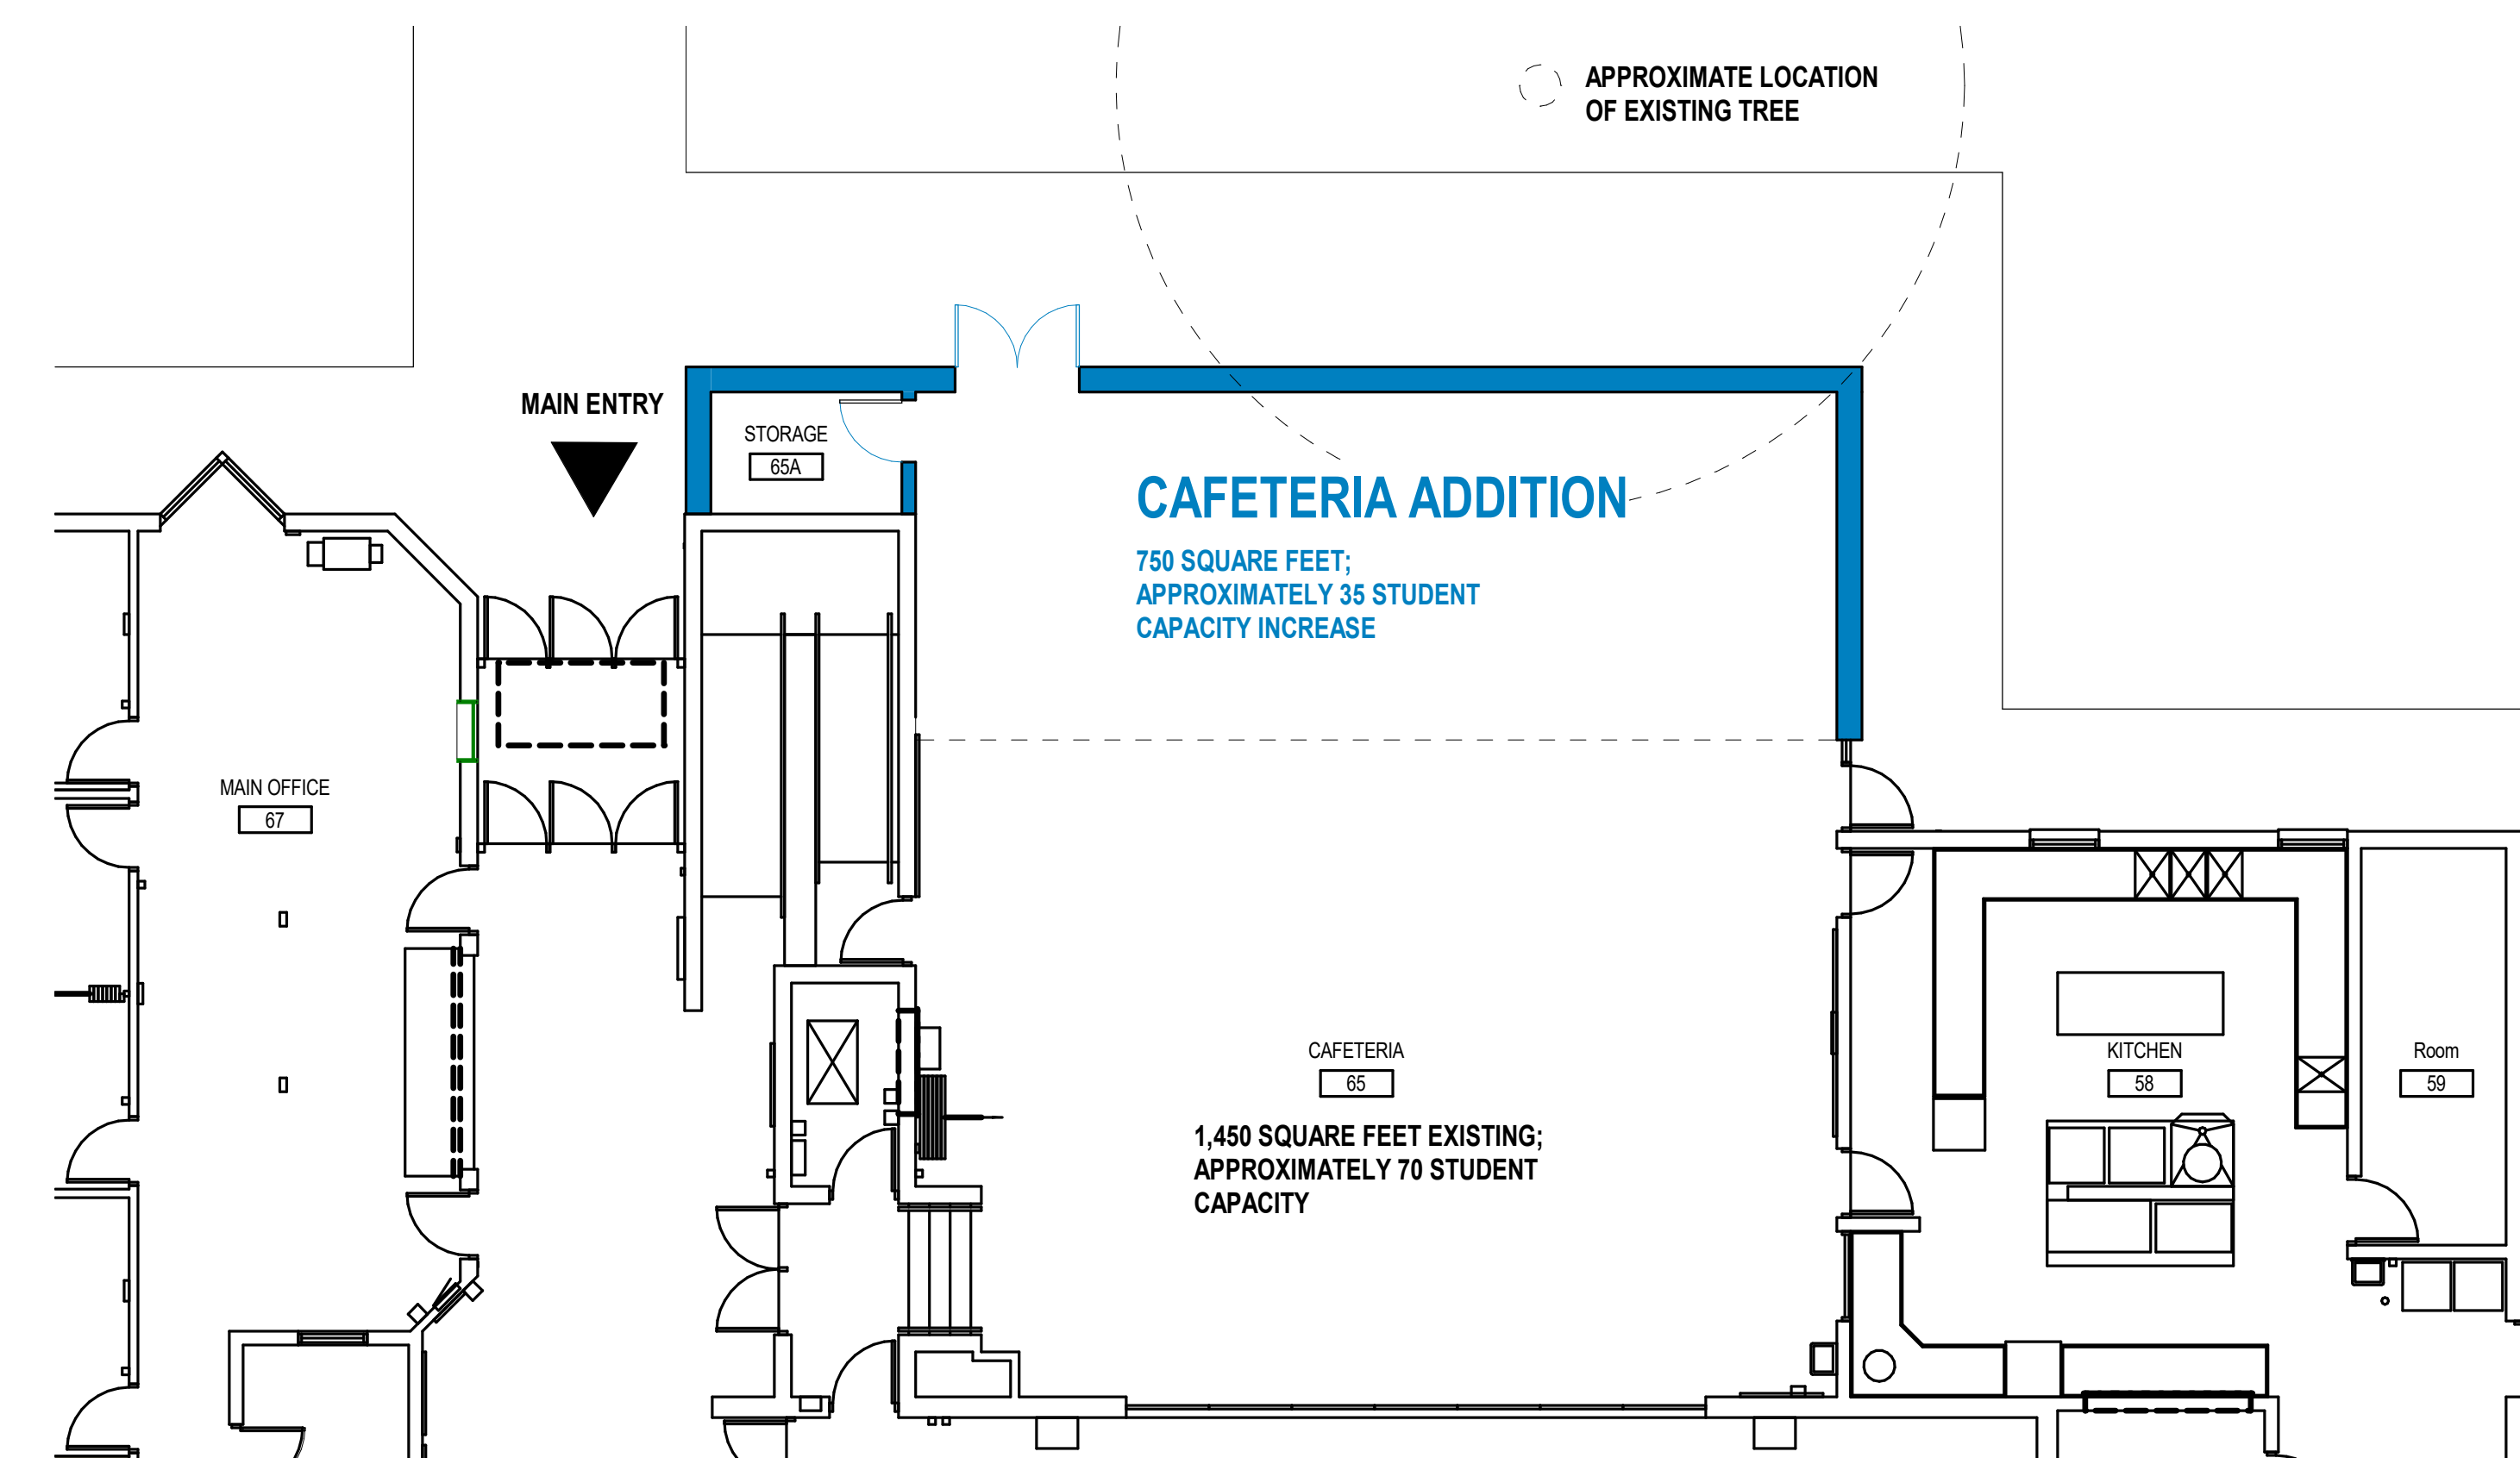 APPROXIMATE LOCATION
OF EXISTING TREE
MAIN ENTRY
STORAGE
65A
CAFETERIA ADDITION
750 SQUARE FEET;
APPROXIMATELY 35 STUDENT
CAPACITY INCREASE
MAIN OFFICE
67
CAFETERIA
65
1,450 SQUARE FEET EXISTING;
APPROXIMATELY 70 STUDENT
CAPACITY
KITCHEN
58
Room
59